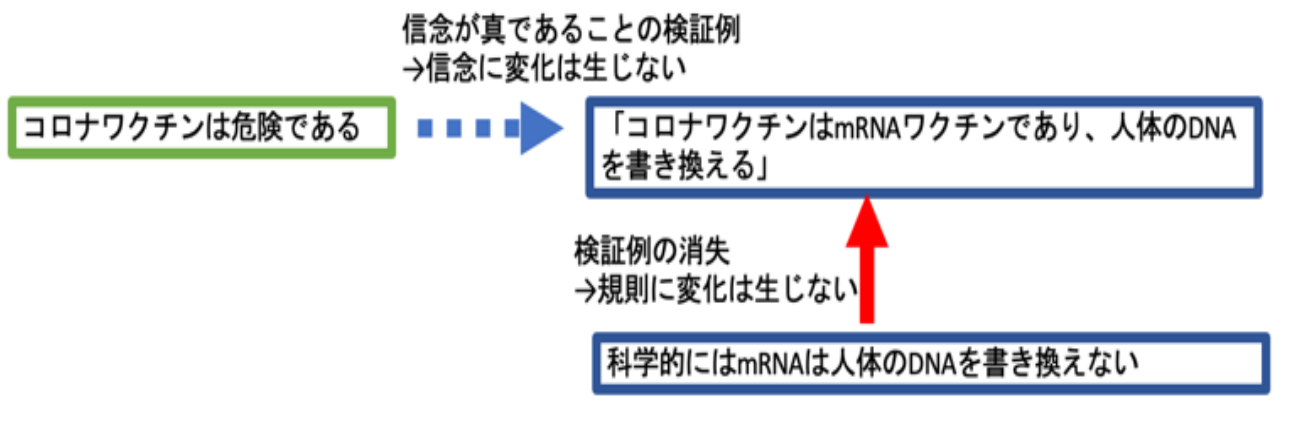 信念が真であることの検証例
→信念に変化は生じない
コロナワクチンは危険である
「コロナワクチンはmRNAワクチンであり、人体のDNA
を書き換える」
検証例の消失
→規則に変化は生じない
科学的にはmRNAは人体のDNAを書き換えない